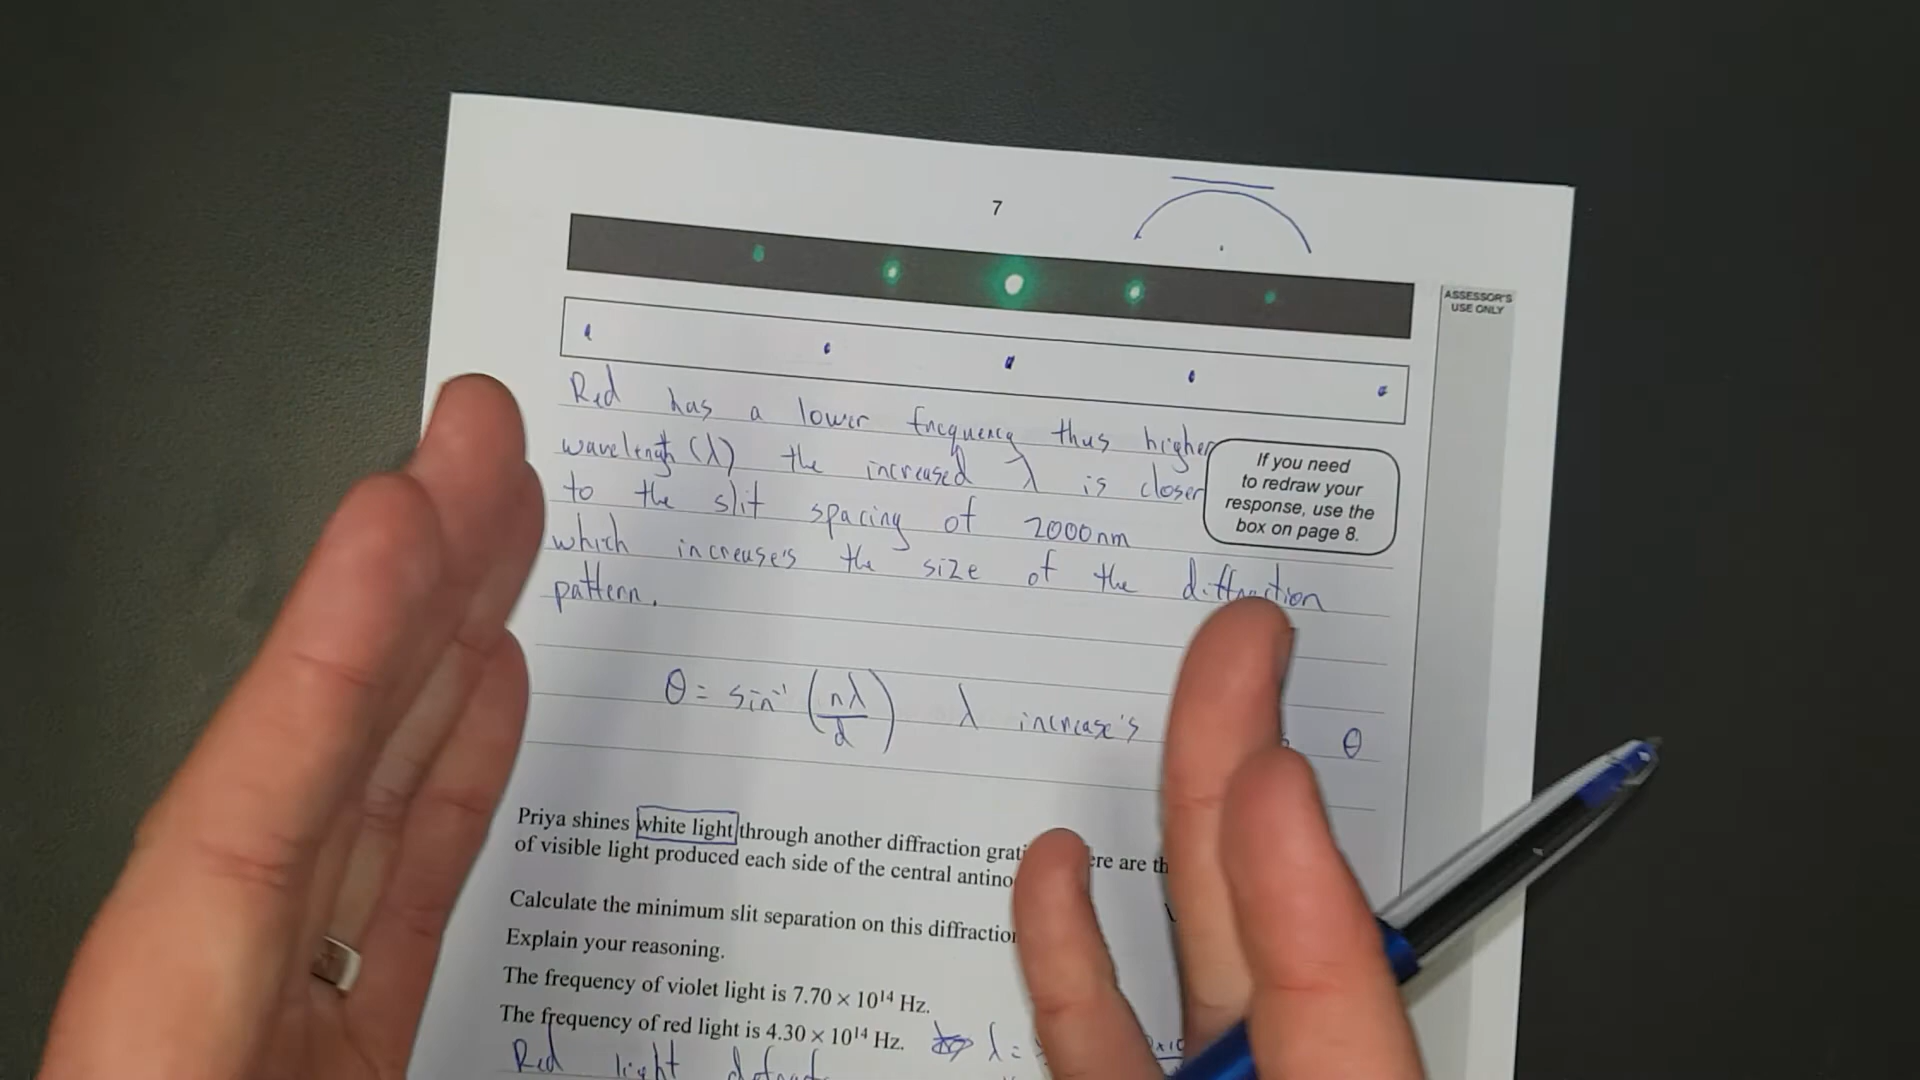 7
ASSESSOR'S
USE ONLY
Red has a lower frequency thus higher
wavelength (λ) the increased λ is closer
to the slit spacing of 2000nm
which increase's the size of the diffraction
pattern.
If you need
to redraw your
response, use the
box on page 8.
θ = sin⁻¹ (nλ/d) λ increase's θ
Priya shines white light through another diffraction are
of visible light produced each side of the central
Calculate the minimum slit separation on this
Explain your reasoning.
The frequency of violet light is 7.70 × 10¹⁴ Hz.
The frequency of red light is 4.30 × 10¹⁴ Hz. λ =
Red light